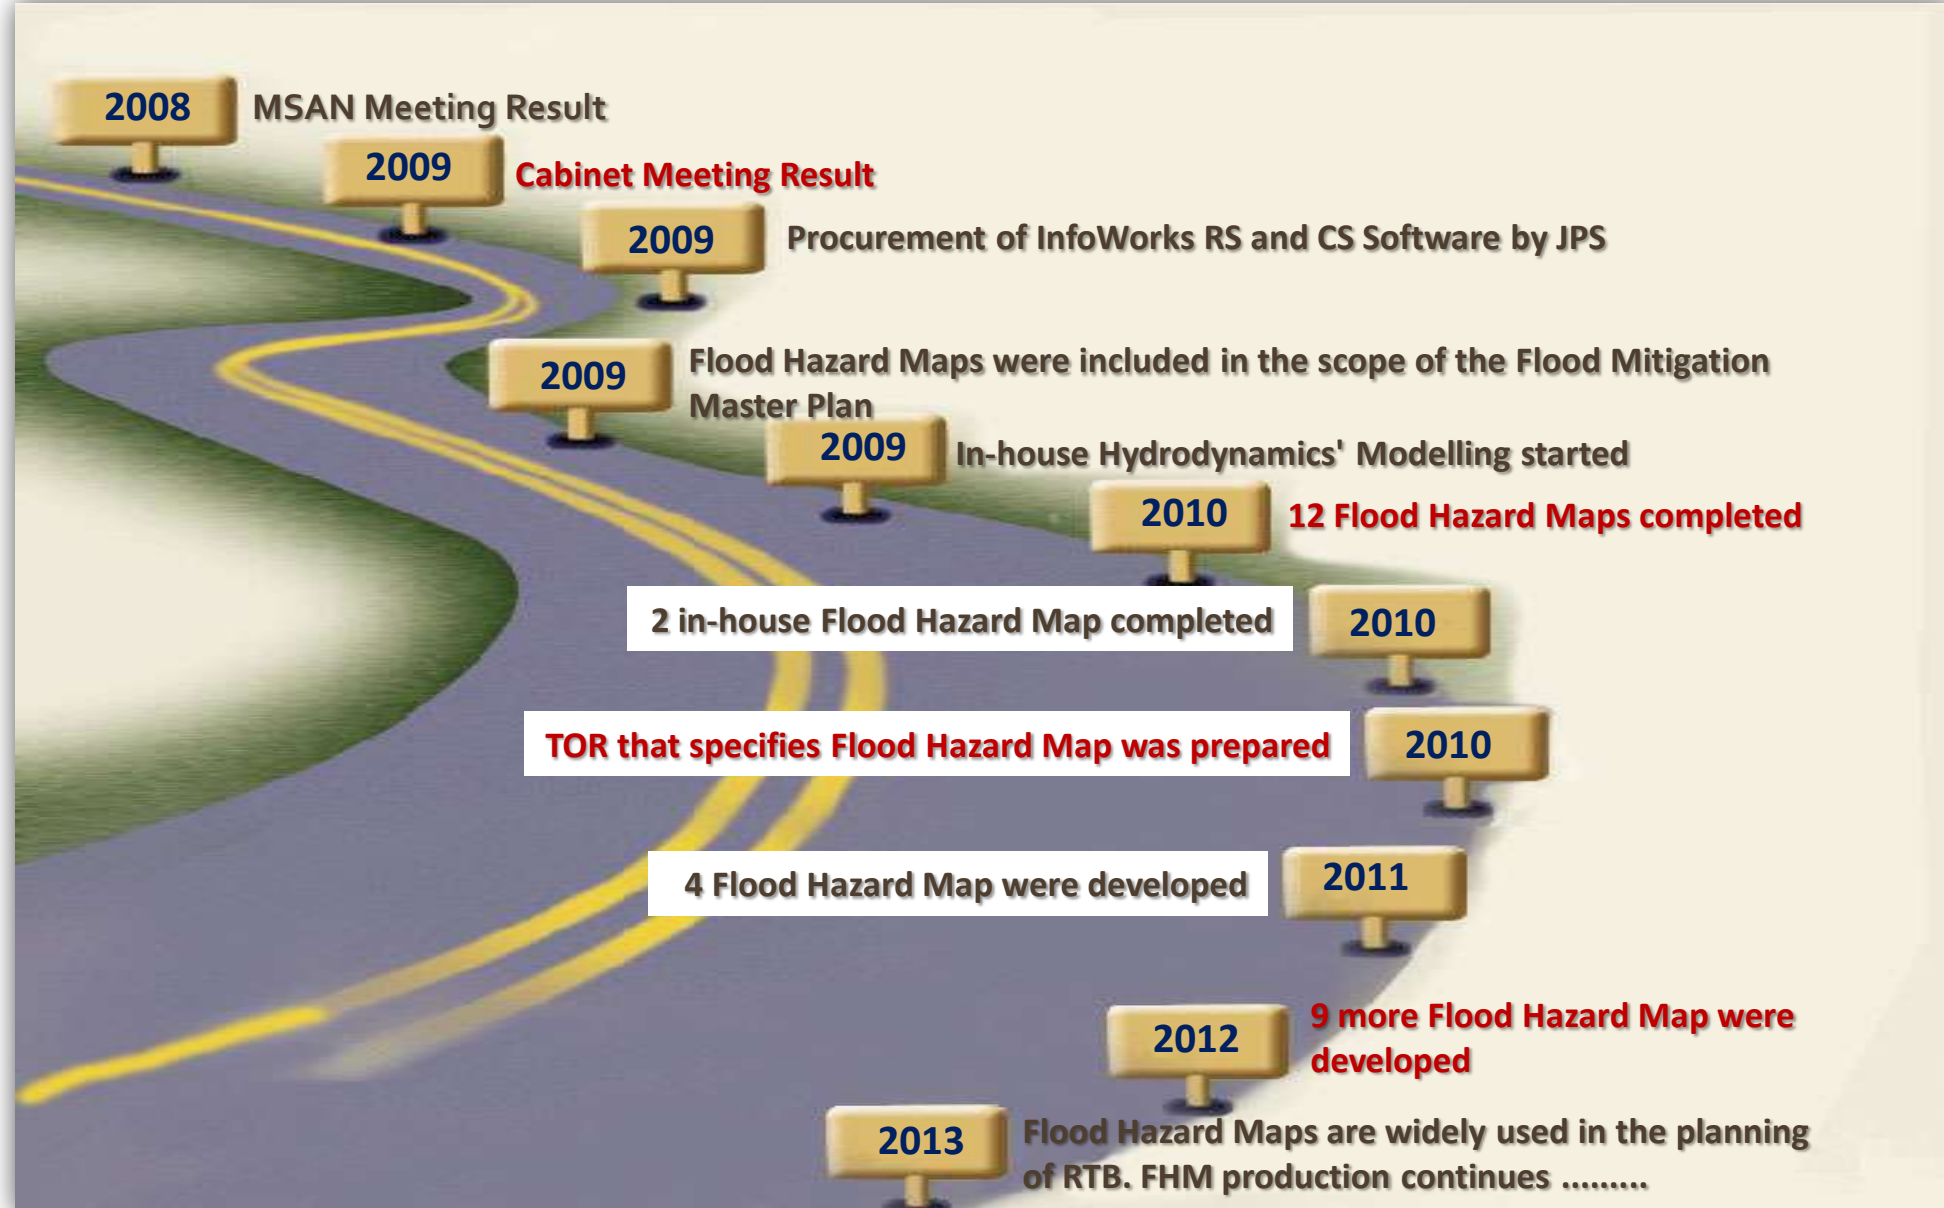 2008
MSAN Meeting Result
2009
Cabinet Meeting Result
2009
Procurement of InfoWorks RS and CS Software by JPS
2009
Flood Hazard Maps were included in the scope of the Flood Mitigation
Master Plan
2009
In-house Hydrodynamics' Modelling started
2010
12 Flood Hazard Maps completed
2 in-house Flood Hazard Map completed
2010
TOR that specifies Flood Hazard Map was prepared
2010
4 Flood Hazard Map were developed
2011
2012
9 more Flood Hazard Map were
developed
2013
Flood Hazard Maps are widely used in the planning
of RTB. FHM production continues .........